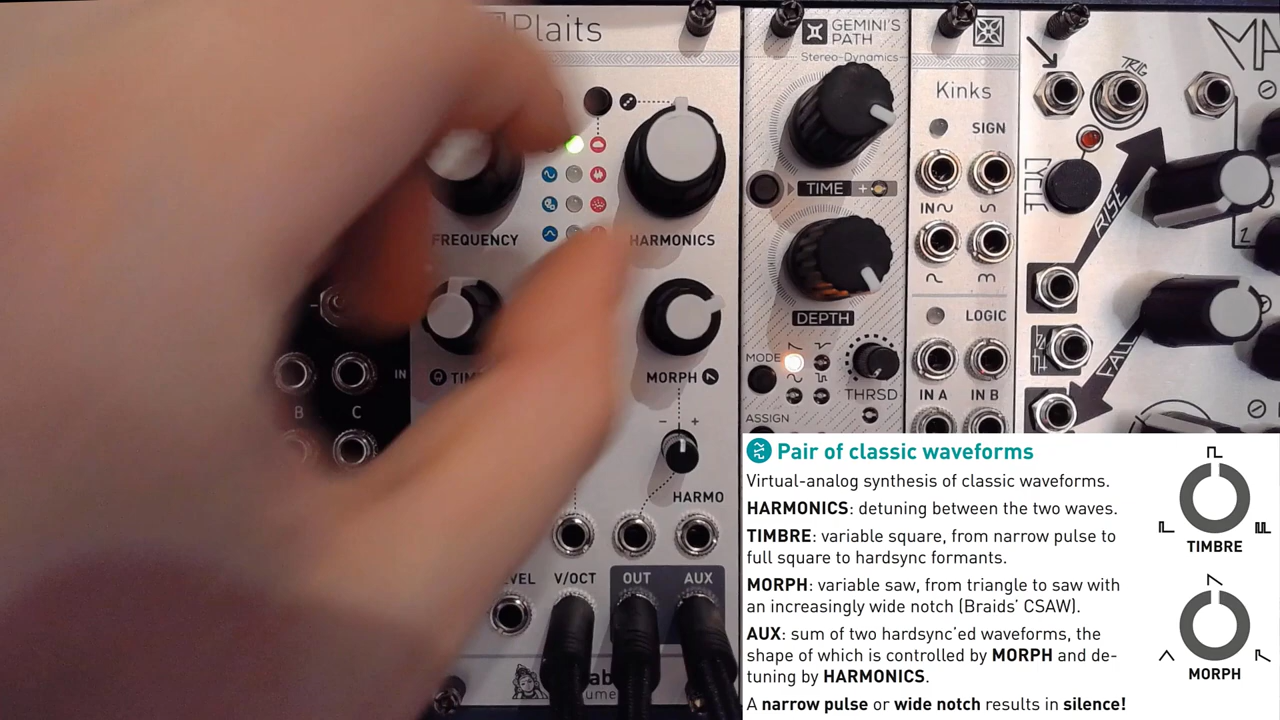 Plaits
GEMINI'S
PATH
Stereo-Dynamics
Kinks
SIGN
TRIG
CYCLE
RISE
TIME +
IN
FREQUENCY
HARMONICS
DEPTH
LOGIC
FALL
IN
MORPH
MODE
THRSD
IN A
IN B
B
C
ASSIGN
- +
HARMO
V/OCT
OUT
AUX
Pair of classic waveforms
Virtual-analog synthesis of classic waveforms.
HARMONICS: detuning between the two waves.
TIMBRE: variable square, from narrow pulse to
full square to hardsync formants.
MORPH: variable saw, from triangle to saw with
an increasingly wide notch (Braids' CSAW).
AUX: sum of two hardsync'ed waveforms, the
shape of which is controlled by MORPH and de-
tuning by HARMONICS.
A narrow pulse or wide notch results in silence!
TIMBRE
MORPH